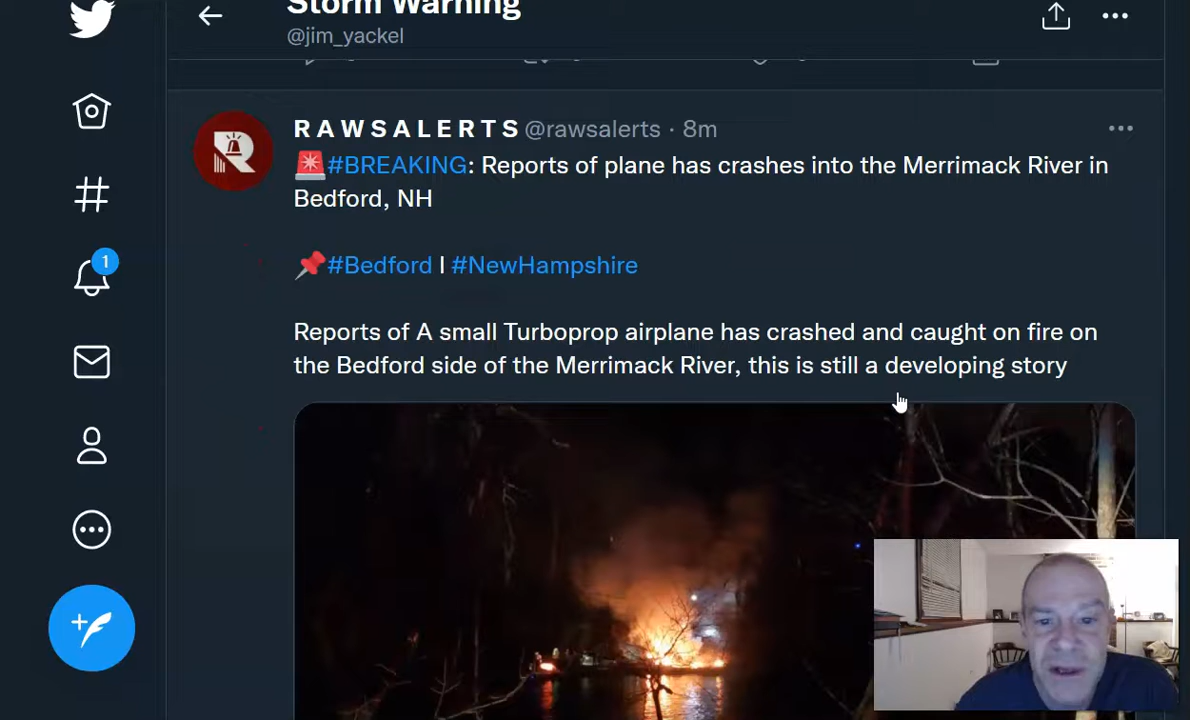 Storm Warning
@jim_yackel
R A W S A L E R T S @rawsalerts · 8m
🚨#BREAKING: Reports of plane has crashes into the Merrimack River in
Bedford, NH
📌#Bedford l #NewHampshire
Reports of A small Turboprop airplane has crashed and caught on fire on
the Bedford side of the Merrimack River, this is still a developing story
1